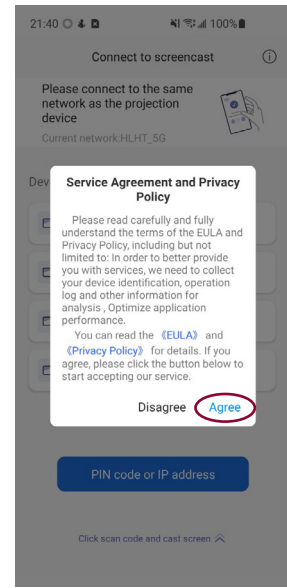 21:40
100%
Connect to screencast
Please connect to the same
network as the projection
device
Current network:HLHT_5G
Dev
Service Agreement and Privacy
Policy
Please read carefully and fully
understand the terms of the EULA and
Privacy Policy, including but not
limited to: In order to better provide
you with services, we need to collect
your device identification, operation
log and other information for
analysis , Optimize application
performance.
You can read the 《EULA》 and
《Privacy Policy》 for details. If you
agree, please click the button below to
start accepting our service.
Disagree Agree
PIN code or IP address
Click scan code and cast screen